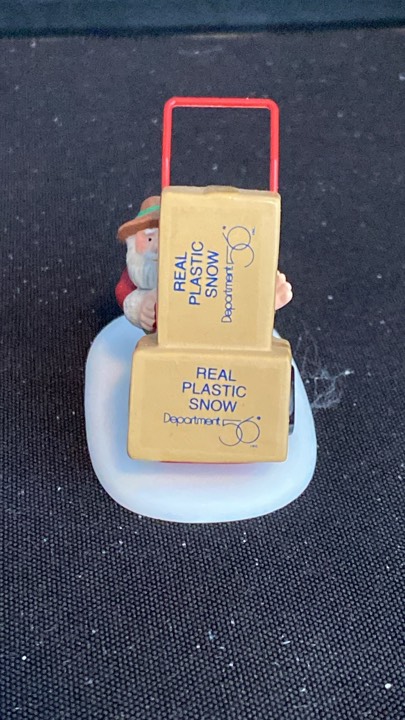 REAL
PLASTIC
SNOW
Department 56
REAL
PLASTIC
SNOW
Department 56